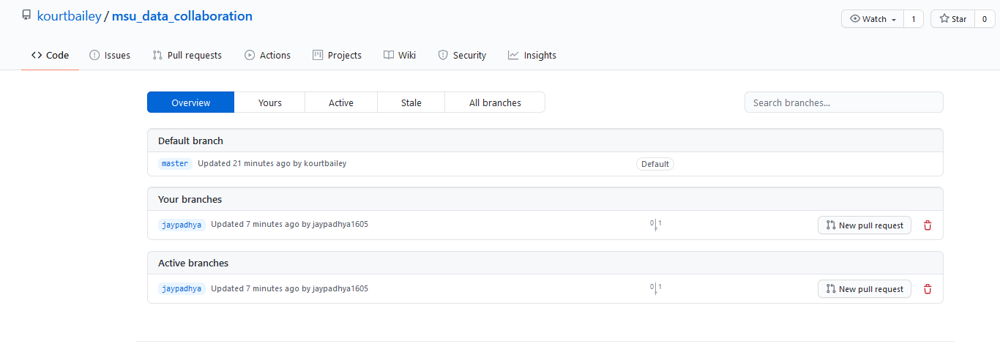 kourtbailey / msu_data_collaboration
Watch 1 Star 0
Code Issues Pull requests Actions Projects Wiki Security Insights
Overview Yours Active Stale All branches Search branches...
Default branch
master Updated 21 minutes ago by kourtbailey Default
Your branches
jaypadhya Updated 7 minutes ago by jaypadhya1605 0 1 New pull request
Active branches
jaypadhya Updated 7 minutes ago by jaypadhya1605 0 1 New pull request